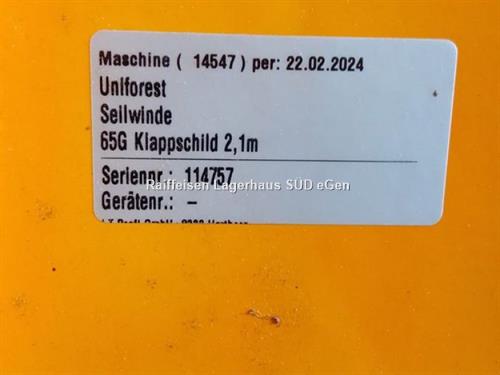 Maschine ( 14547 ) per: 22.02.2024
Uniforest
Seilwinde
65G Klappschild 2,1m
Seriennr.: 114757
Raiffeisen Lagerhaus SÜD eGen
Gerätenr.: –